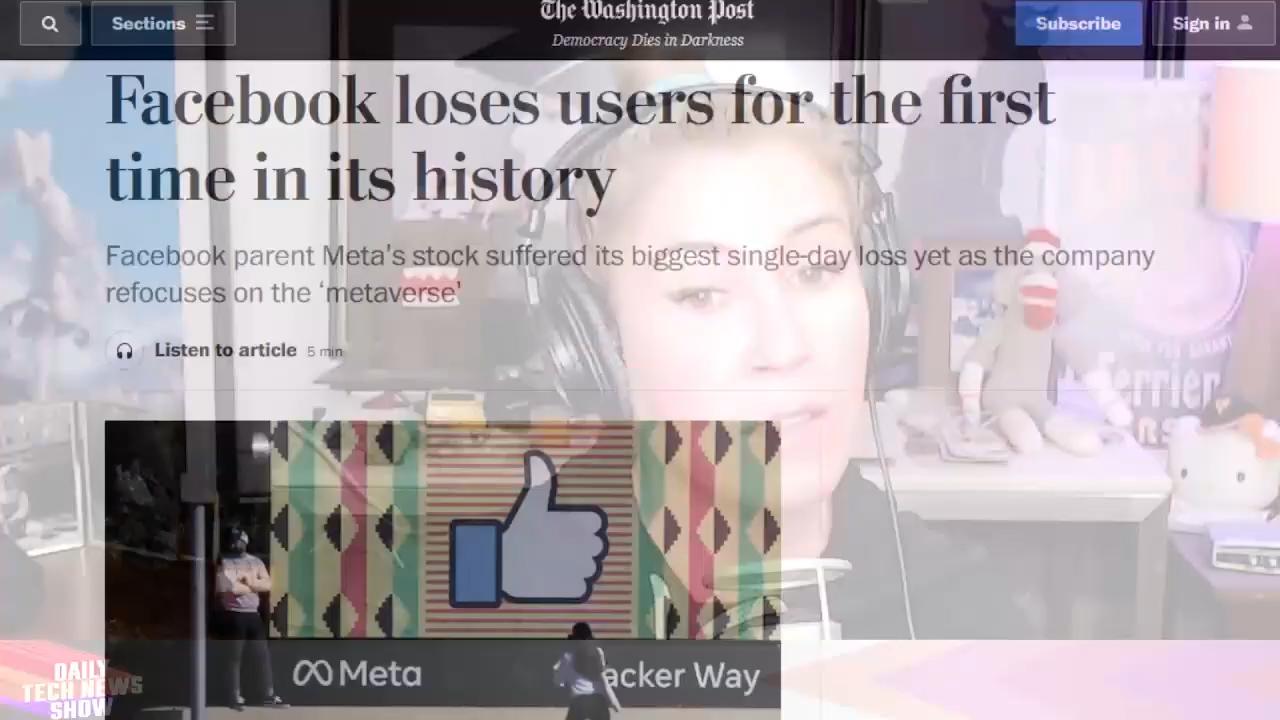 The Washington Post
Democracy Dies in Darkness
Sections
Subscribe
Sign in
Facebook loses users for the first
time in its history
Facebook parent Meta's stock suffered its biggest single-day loss yet as the company
refocuses on the 'metaverse'
Listen to article 5 min
Terrier
Meta
acker Way
DAILY
TECH NEWS
SHOW